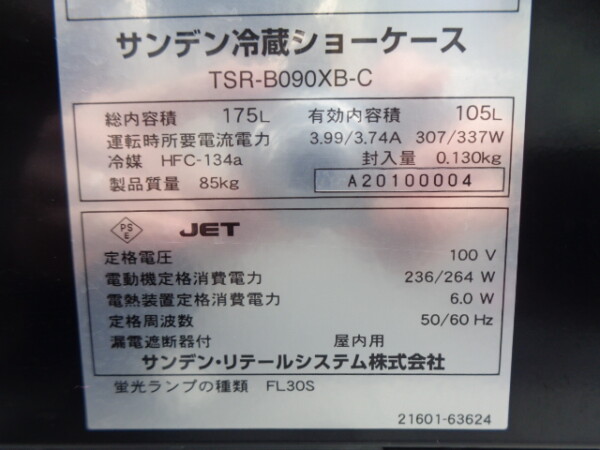 サンデン冷蔵ショーケース
TSR-B090XB-C
総内容積 175L 有効内容積 105L
運転時所要電流電力 3.99/3.74A 307/337W
冷媒 HFC-134a 封入量 0.130kg
製品質量 85kg A20100004
PS E JET
定格電圧 100 V
電動機定格消費電力 236/264 W
電熱装置定格消費電力 6.0 W
定格周波数 50/60 Hz
漏電遮断器付 屋内用
サンデン・リテールシステム株式会社
蛍光ランプの種類 FL30S
21601-63624